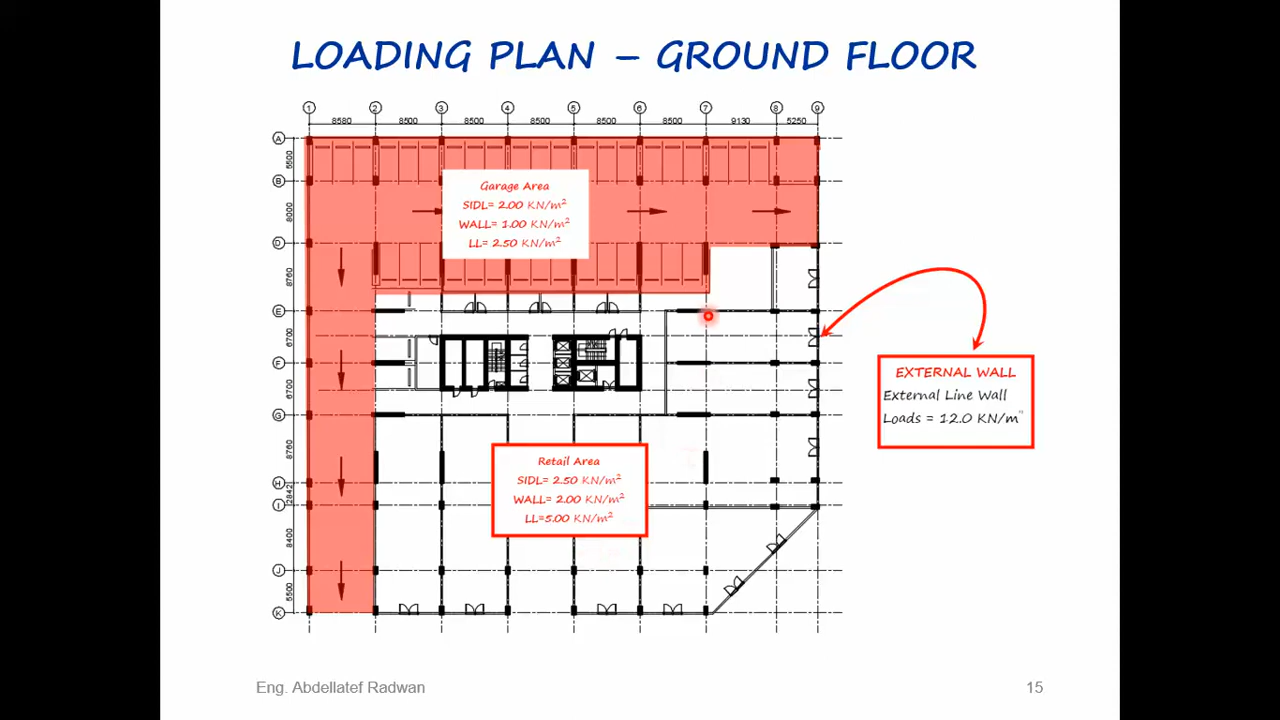 LOADING PLAN – GROUND FLOOR
1 2 3 4 5 6 7 8 9
8580 8500 8500 8500 8500 8500 9130 5250
A
5500
B
8000
D
8760
E
6700
F
6700
G
8760
H
2842
I
8400
J
5500
K
Garage Area
SIDL= 2.00 KN/m²
WALL= 1.00 KN/m²
LL= 2.50 KN/m²
EXTERNAL WALL
External Line Wall
Loads = 12.0 KN/m"
Retail Area
SIDL= 2.50 KN/m²
WALL= 2.00 KN/m²
LL=5.00 KN/m²
Eng. Abdellatef Radwan
15